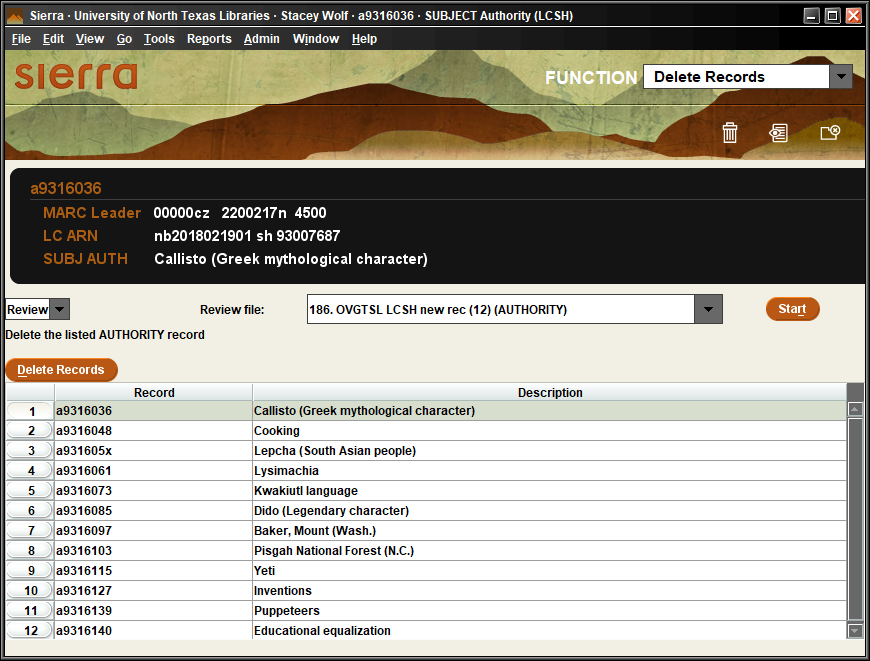 Sierra · University of North Texas Libraries · Stacey Wolf · a9316036 · SUBJECT Authority (LCSH)
File Edit View Go Tools Reports Admin Window Help
sierra
FUNCTION Delete Records
a9316036
MARC Leader 00000cz 2200217n 4500
LC ARN nb2018021901 sh 93007687
SUBJ AUTH Callisto (Greek mythological character)
Review Review file: 186. OVGTSL LCSH new rec (12) (AUTHORITY) Start
Delete the listed AUTHORITY record
Delete Records
Record Description
1 a9316036 Callisto (Greek mythological character)
2 a9316048 Cooking
3 a931605x Lepcha (South Asian people)
4 a9316061 Lysimachia
5 a9316073 Kwakiutl language
6 a9316085 Dido (Legendary character)
7 a9316097 Baker, Mount (Wash.)
8 a9316103 Pisgah National Forest (N.C.)
9 a9316115 Yeti
10 a9316127 Inventions
11 a9316139 Puppeteers
12 a9316140 Educational equalization